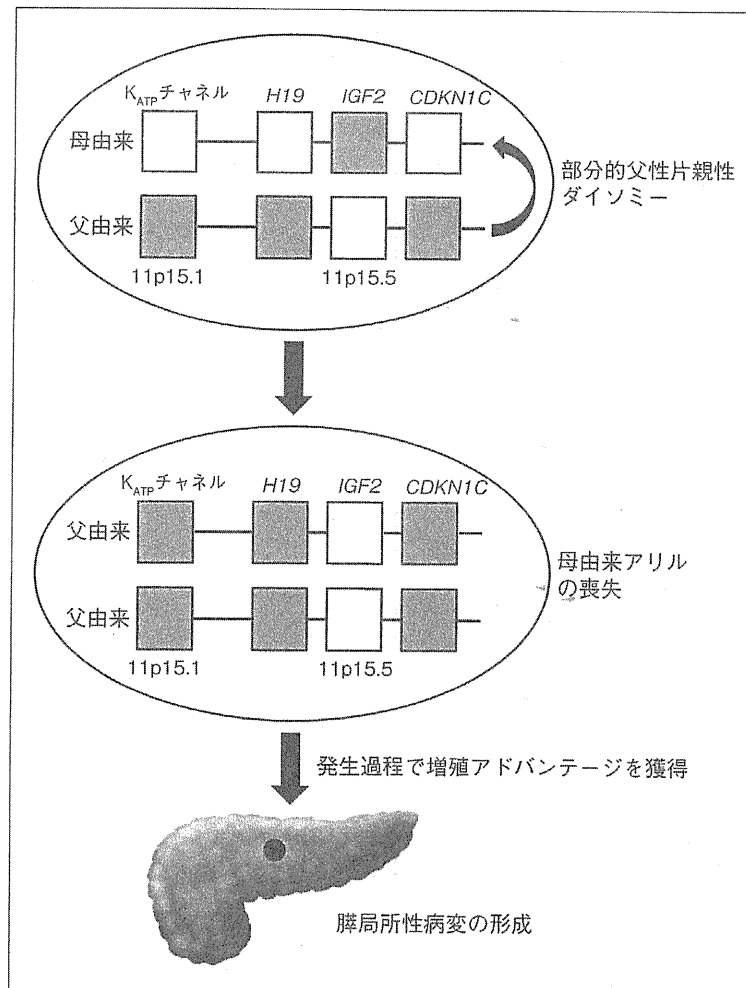 K_ATPチャネル H19 IGF2 CDKN1C
母由来
父由来
11p15.1 11p15.5
部分的父性片親性
ダイソミー
K_ATPチャネル H19 IGF2 CDKN1C
父由来
父由来
11p15.1 11p15.5
母由来アリル
の喪失
発生過程で増殖アドバンテージを獲得
膵局所性病変の形成